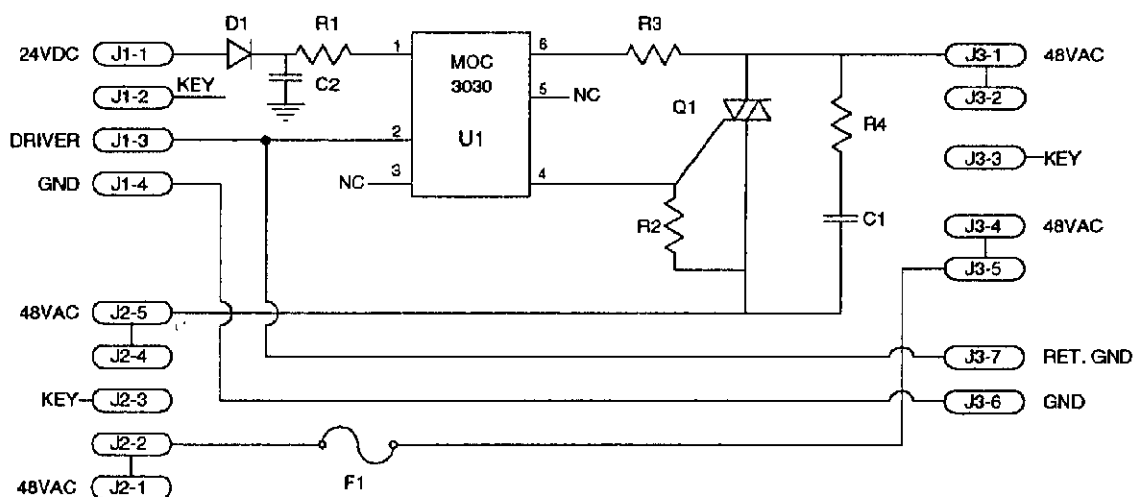 D1 R1 R3
24VDC J1-1 1 MOC 6 J3-1 48VAC
C2 3030
J1-2 KEY 5 NC Q1 J3-2
R4
DRIVER J1-3 2 U1
J3-3 KEY
GND J1-4 NC 3 4
R2 C1 J3-4 48VAC
J3-5
48VAC J2-5
J2-4 J3-7 RET. GND
KEY J2-3 J3-6 GND
J2-2
48VAC J2-1 F1